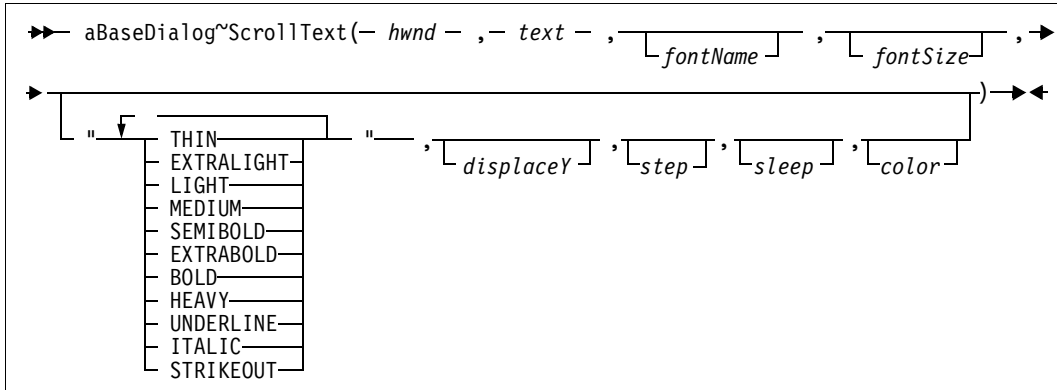 aBaseDialog~ScrollText( hwnd , text , fontName , fontSize ,
" THIN " , displaceY , step , sleep , color )
EXTRALIGHT
LIGHT
MEDIUM
SEMIBOLD
EXTRABOLD
BOLD
HEAVY
UNDERLINE
ITALIC
STRIKEOUT